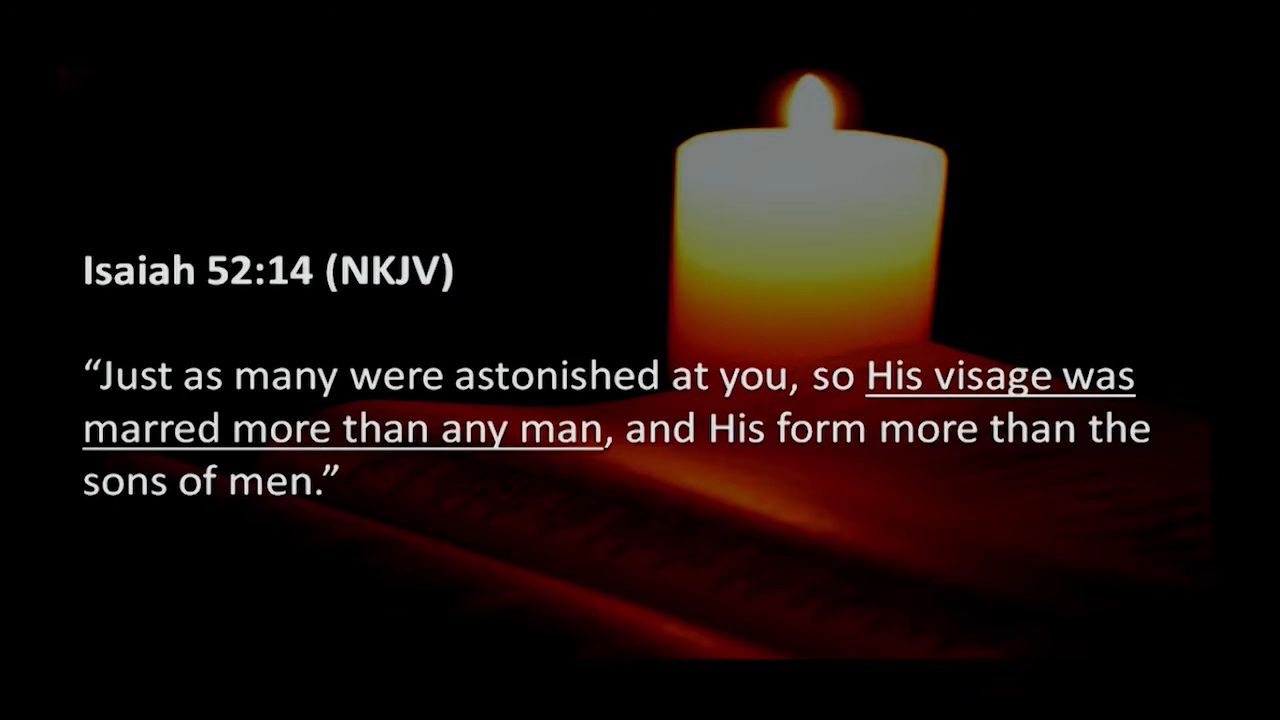 Isaiah 52:14 (NKJV)
“Just as many were astonished at you, so His visage was
marred more than any man, and His form more than the
sons of men.”